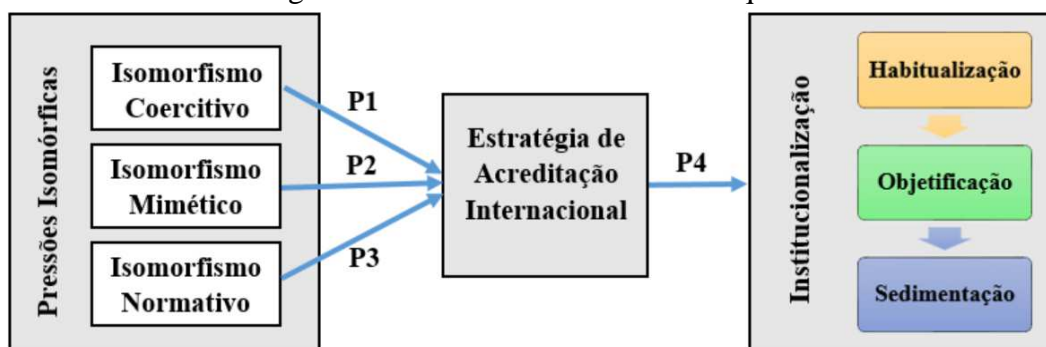 Pressões Isomórficas
Isomorfismo
Coercitivo
Isomorfismo
Mimético
Isomorfismo
Normativo
P1
P2
P3
Estratégia de
Acreditação
Internacional
P4
Institucionalização
Habitualização
Objetificação
Sedimentação